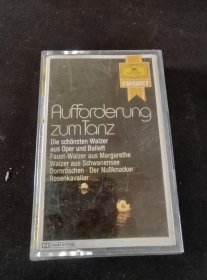 FAVORIT
Aufforderung
zum Tanz
Die schönsten Walzer
aus Oper und Ballett
Faust-Walzer aus Margarethe
Walzer aus Schwanensee
Dornröschen · Der Nußknacker
Rosenkavalier